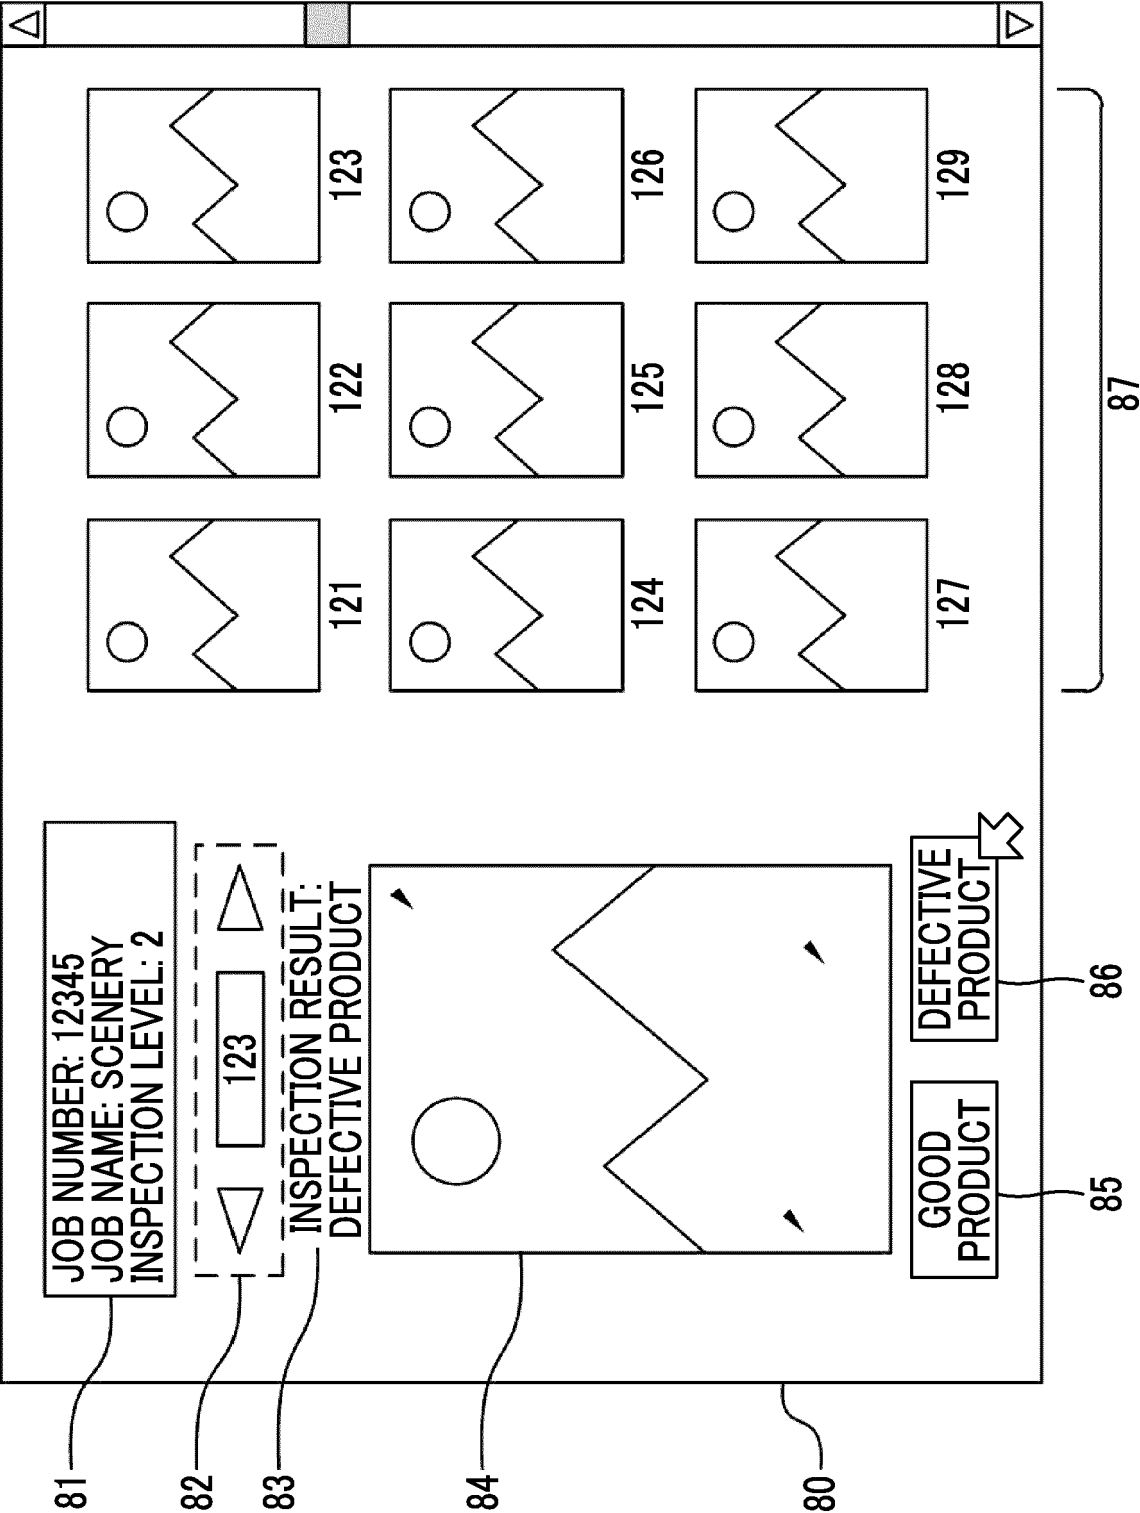 81
JOB NUMBER: 12345
JOB NAME: SCENERY
INSPECTION LEVEL: 2
82
123
83
INSPECTION RESULT:
DEFECTIVE PRODUCT
84
GOOD
PRODUCT
85
DEFECTIVE
PRODUCT
86
80
121
122
123
124
125
126
127
128
129
87